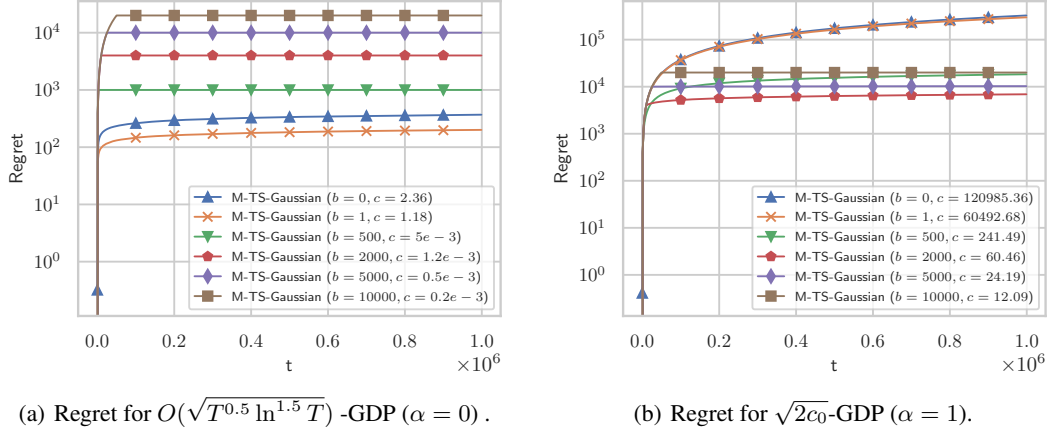 10^4
10^3
10^2
10^1
10^0
Regret
M-TS-Gaussian (b = 0, c = 2.36)
M-TS-Gaussian (b = 1, c = 1.18)
M-TS-Gaussian (b = 500, c = 5e − 3)
M-TS-Gaussian (b = 2000, c = 1.2e − 3)
M-TS-Gaussian (b = 5000, c = 0.5e − 3)
M-TS-Gaussian (b = 10000, c = 0.2e − 3)
0.0 0.2 0.4 0.6 0.8 1.0
t
×10^6
(a) Regret for O(√(T^{0.5} ln^{1.5} T)) -GDP (α = 0) .
10^5
10^4
10^3
10^2
10^1
10^0
Regret
M-TS-Gaussian (b = 0, c = 120985.36)
M-TS-Gaussian (b = 1, c = 60492.68)
M-TS-Gaussian (b = 500, c = 241.49)
M-TS-Gaussian (b = 2000, c = 60.46)
M-TS-Gaussian (b = 5000, c = 24.19)
M-TS-Gaussian (b = 10000, c = 12.09)
0.0 0.2 0.4 0.6 0.8 1.0
t
×10^6
(b) Regret for √(2c₀)-GDP (α = 1).